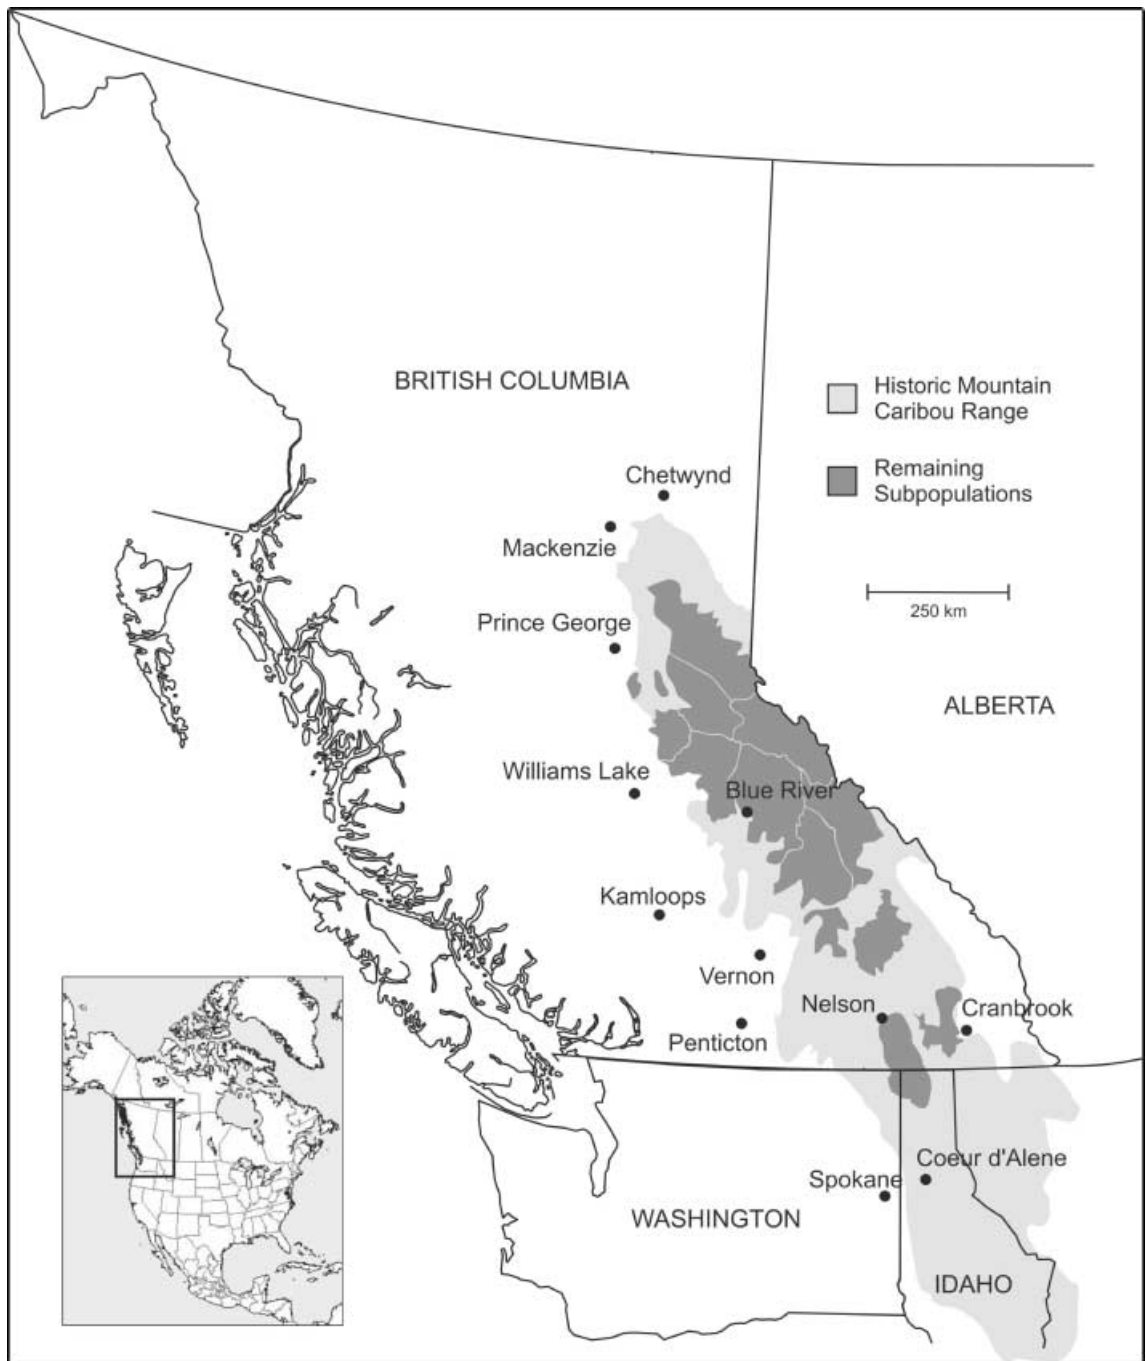 BRITISH COLUMBIA
Historic Mountain
Caribou Range
Chetwynd
Remaining
Subpopulations
Mackenzie
250 km
Prince George
ALBERTA
Williams Lake
Blue River
Kamloops
Vernon
Nelson
Cranbrook
Penticton
Coeur d'Alene
Spokane
WASHINGTON
IDAHO